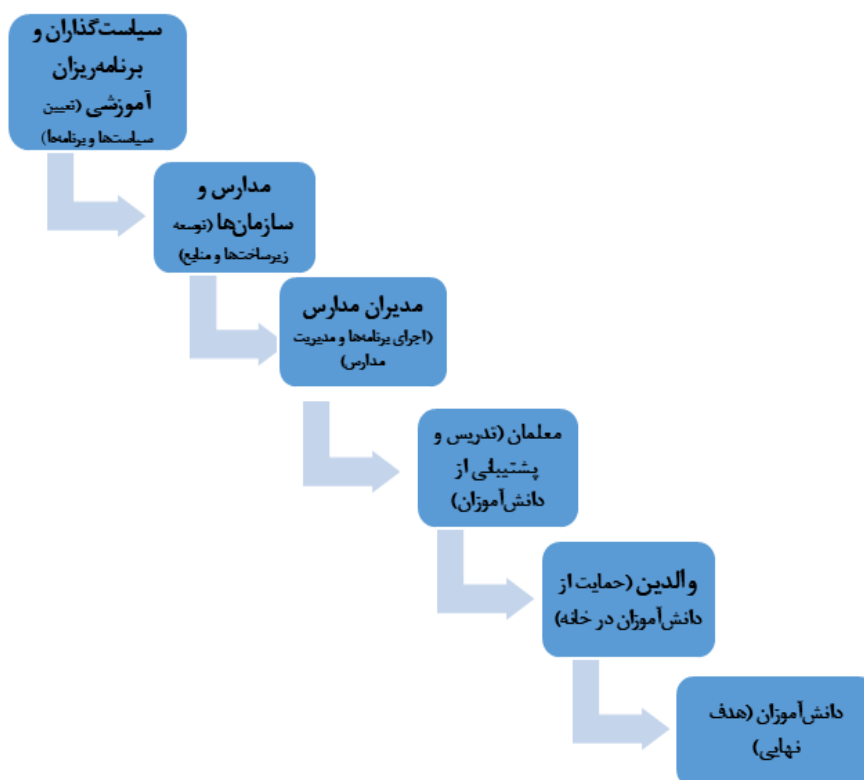 سیاست‌گذاران و
برنامه‌ریزان
آموزشی (تعیین
سیاست‌ها و برنامه‌ها)
مدارس و
سازمان‌ها (توسعه
زیرساخت‌ها و منابع)
مدیران مدارس
(اجرای برنامه‌ها و مدیریت
مدارس)
معلمان (تدریس و
پشتیبانی از
دانش‌آموزان)
والدین (حمایت از
دانش‌آموزان در خانه)
دانش‌آموزان (هدف
نهایی)